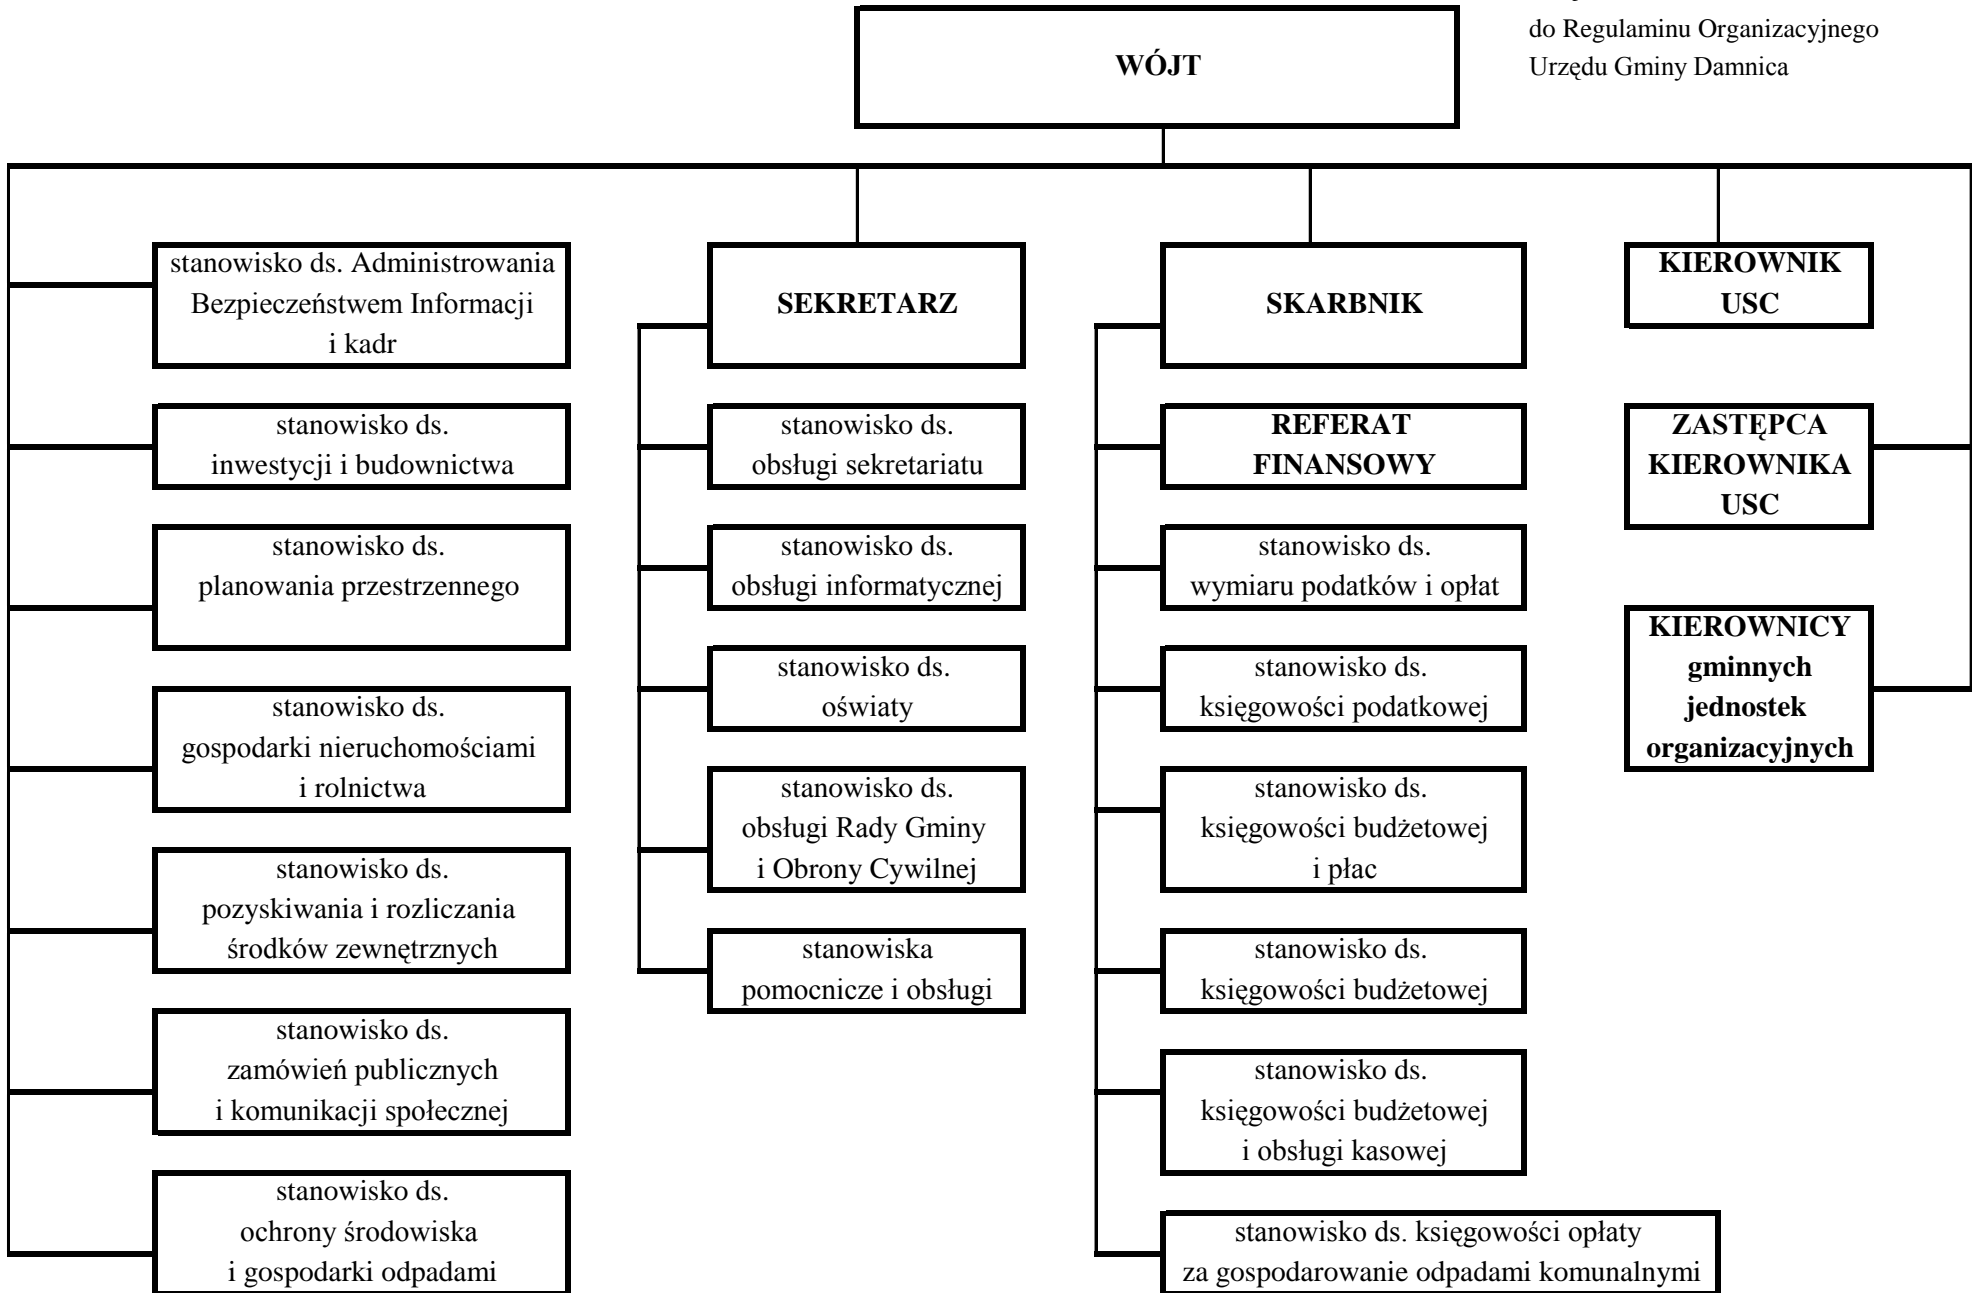 do Regulaminu Organizacyjnego
Urzędu Gminy Damnica
WÓJT
stanowisko ds. Administrowania
Bezpieczeństwem Informacji
i kadr
stanowisko ds.
inwestycji i budownictwa
stanowisko ds.
planowania przestrzennego
stanowisko ds.
gospodarki nieruchomościami
i rolnictwa
stanowisko ds.
pozyskiwania i rozliczania
środków zewnętrznych
stanowisko ds.
zamówień publicznych
i komunikacji społecznej
stanowisko ds.
ochrony środowiska
i gospodarki odpadami
SEKRETARZ
stanowisko ds.
obsługi sekretariatu
stanowisko ds.
obsługi informatycznej
stanowisko ds.
oświaty
stanowisko ds.
obsługi Rady Gminy
i Obrony Cywilnej
stanowiska
pomocnicze i obsługi
SKARBNIK
REFERAT
FINANSOWY
stanowisko ds.
wymiaru podatków i opłat
stanowisko ds.
księgowości podatkowej
stanowisko ds.
księgowości budżetowej
i płac
stanowisko ds.
księgowości budżetowej
stanowisko ds.
księgowości budżetowej
i obsługi kasowej
stanowisko ds. księgowości opłaty
za gospodarowanie odpadami komunalnymi
KIEROWNIK
USC
ZASTĘPCA
KIEROWNIKA
USC
KIEROWNICY
gminnych
jednostek
organizacyjnych